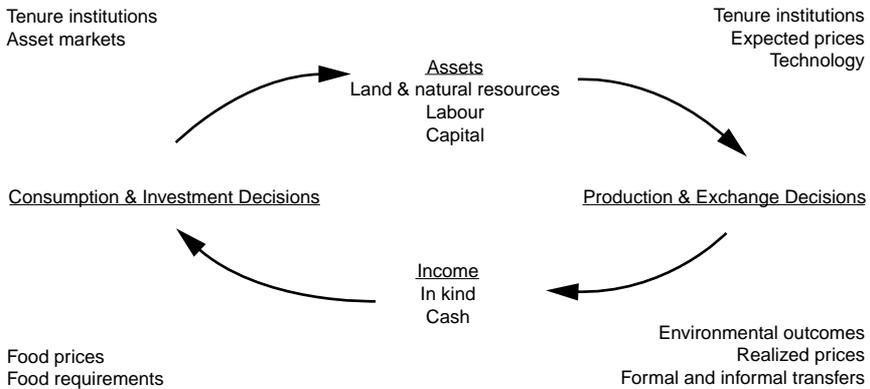 Tenure institutions
Asset markets
Tenure institutions
Expected prices
Technology
Assets
Land & natural resources
Labour
Capital
Consumption & Investment Decisions
Production & Exchange Decisions
Income
In kind
Cash
Food prices
Food requirements
Environmental outcomes
Realized prices
Formal and informal transfers